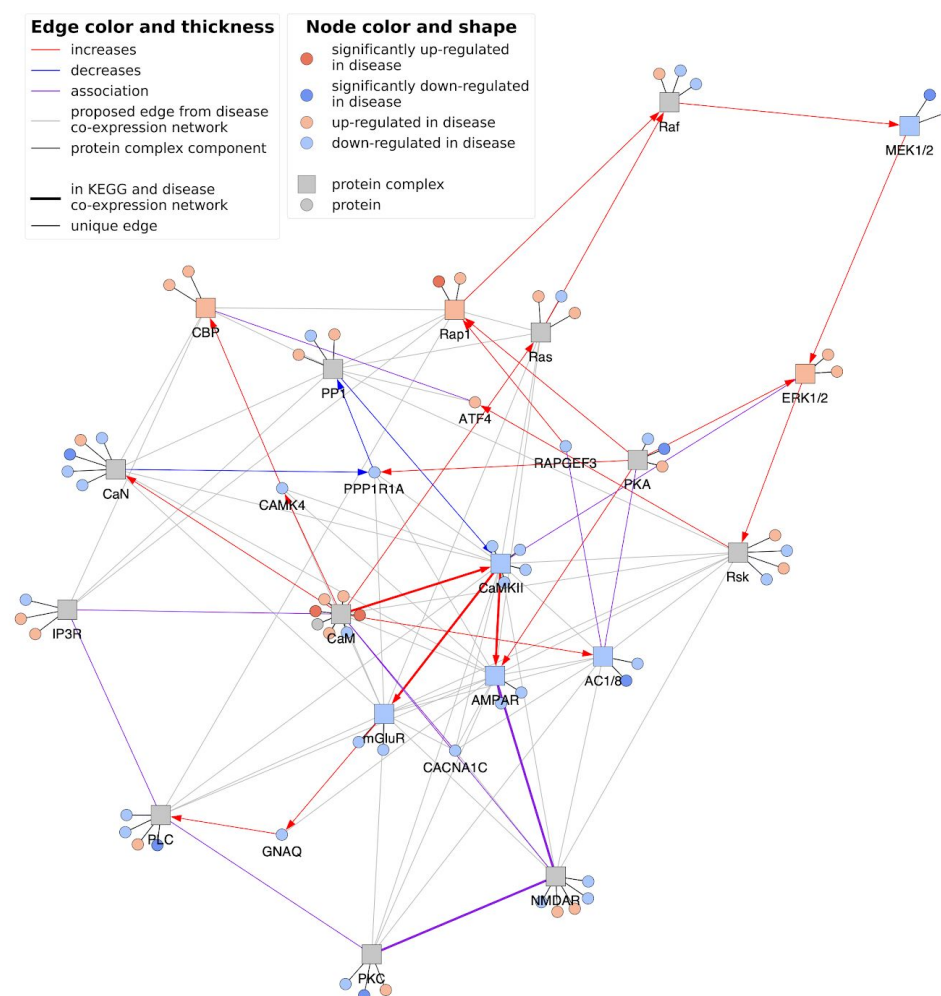 Edge color and thickness
increases
decreases
association
proposed edge from disease
co-expression network
protein complex component
in KEGG and disease
co-expression network
unique edge
Node color and shape
significantly up-regulated
in disease
significantly down-regulated
in disease
up-regulated in disease
down-regulated in disease
protein complex
protein
Raf
MEK1/2
CBP
Rap1
Ras
PP1
ERK1/2
ATF4
RAPGEF3
PKA
CaN
PPP1R1A
CAMK4
CaMKII
Rsk
IP3R
CaM
AC1/8
AMPAR
mGluR
CACNA1C
PLC
GNAQ
NMDAR
PKC